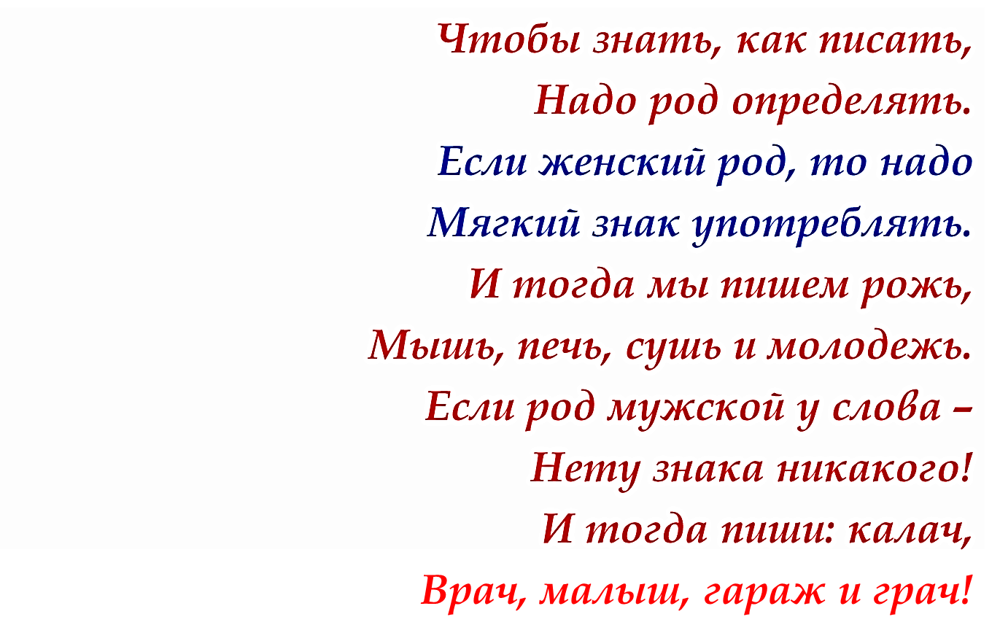 Чтобы знать, как писать,
Надо род определять.
Если женский род, то надо
Мягкий знак употреблять.
И тогда мы пишем рожь,
Мышь, печь, сушь и молодежь.
Если род мужской у слова –
Нету знака никакого!
И тогда пиши: калач,
Врач, малыш, гараж и грач!